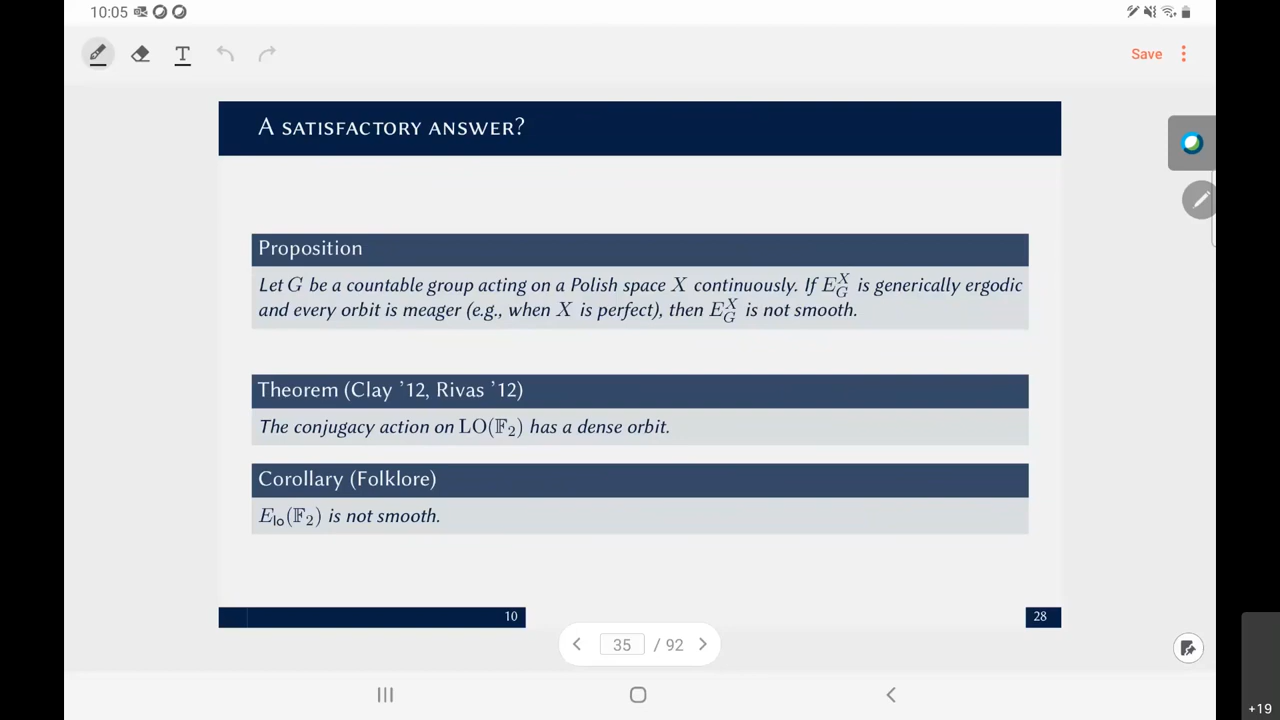 10:05
T
Save
A SATISFACTORY ANSWER?
Proposition
Let G be a countable group acting on a Polish space X continuously. If E_G^X is generically ergodic
and every orbit is meager (e.g., when X is perfect), then E_G^X is not smooth.
Theorem (Clay ’12, Rivas ’12)
The conjugacy action on LO(𝔽₂) has a dense orbit.
Corollary (Folklore)
E_lo(𝔽₂) is not smooth.
10
28
35 / 92
+19